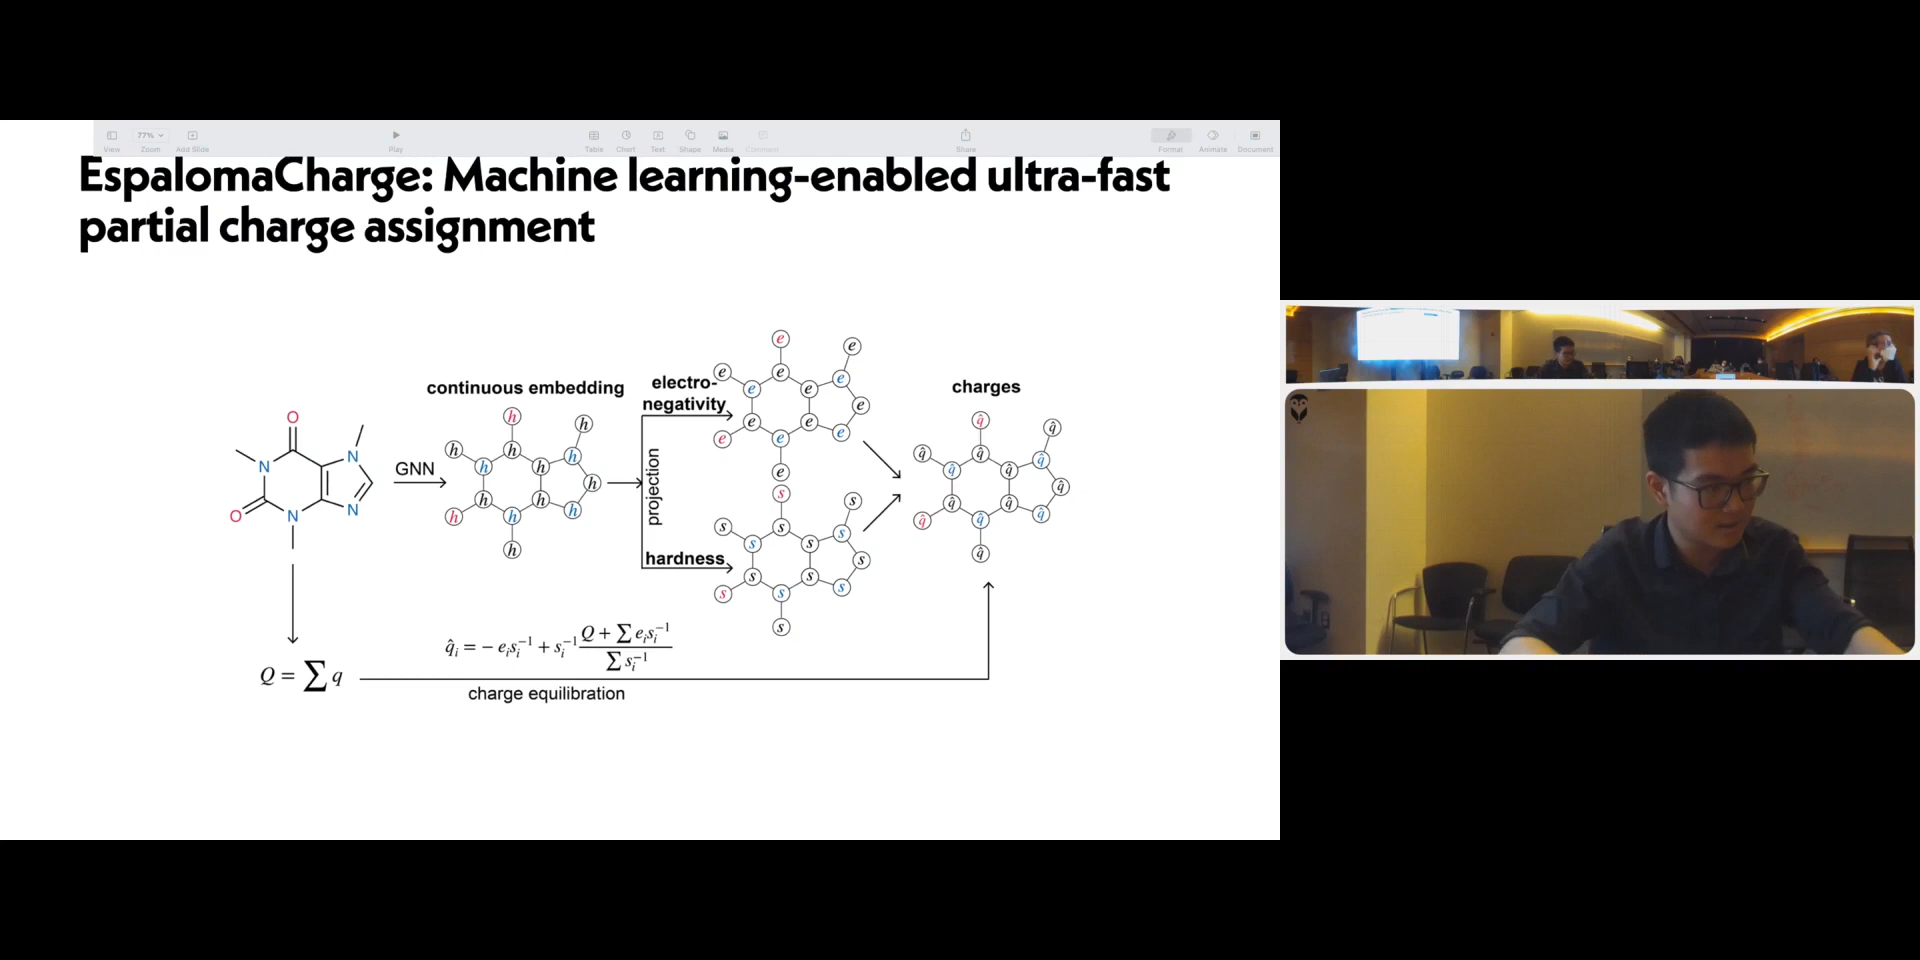 77%
View
Zoom
Add Slide
Play
Table
Chart
Text
Shape
Media
Comment
Share
Format
Animate
Document
EspalomaCharge: Machine learning-enabled ultra-fast
partial charge assignment
continuous embedding
electro-
negativity
charges
GNN
projection
hardness
O
N
N
O
N
N
h h h h h h h h h h h h h
e e e e e e e e e e e e e
s s s s s s s s s s s s s
q̂ q̂ q̂ q̂ q̂ q̂ q̂ q̂ q̂ q̂ q̂ q̂ q̂
q̂ᵢ = − eᵢsᵢ⁻¹ + sᵢ⁻¹ (Q + ∑ eᵢsᵢ⁻¹) / (∑ sᵢ⁻¹)
Q = ∑ q
charge equilibration